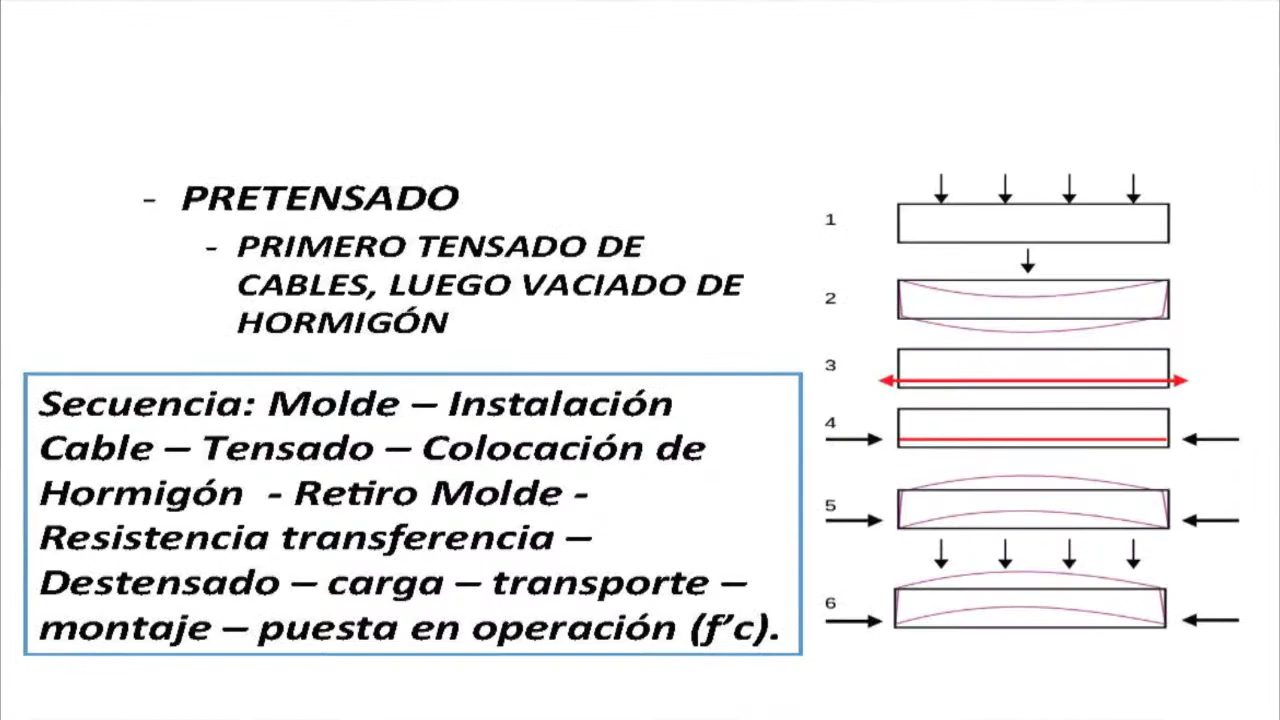 - PRETENSADO
- PRIMERO TENSADO DE
CABLES, LUEGO VACIADO DE
HORMIGÓN
Secuencia: Molde – Instalación
Cable – Tensado – Colocación de
Hormigón - Retiro Molde -
Resistencia transferencia –
Destensado – carga – transporte –
montaje – puesta en operación (f’c).
1
2
3
4
5
6